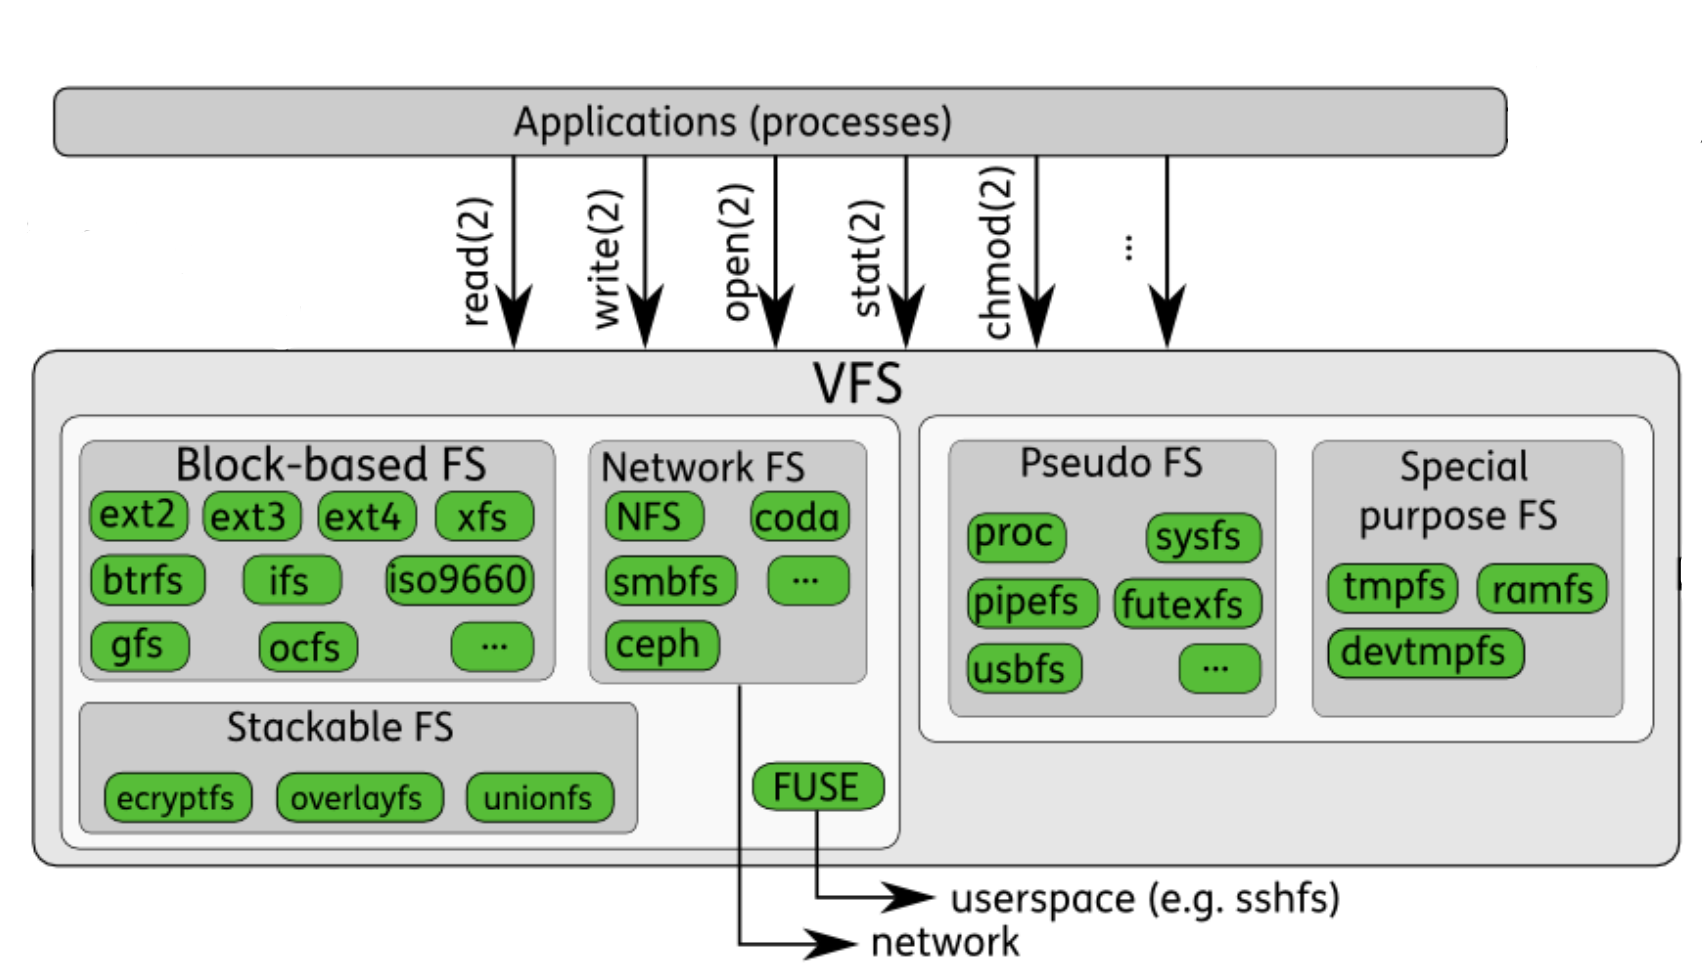 Applications (processes)
read(2)
write(2)
open(2)
stat(2)
chmod(2)
...
VFS
Block-based FS
ext2 ext3 ext4 xfs
btrfs ifs iso9660
gfs ocfs ...
Network FS
NFS coda
smbfs ...
ceph
Stackable FS
ecryptfs overlayfs unionfs
FUSE
Pseudo FS
proc sysfs
pipefs futexfs
usbfs ...
Special
purpose FS
tmpfs ramfs
devtmpfs
userspace (e.g. sshfs)
network